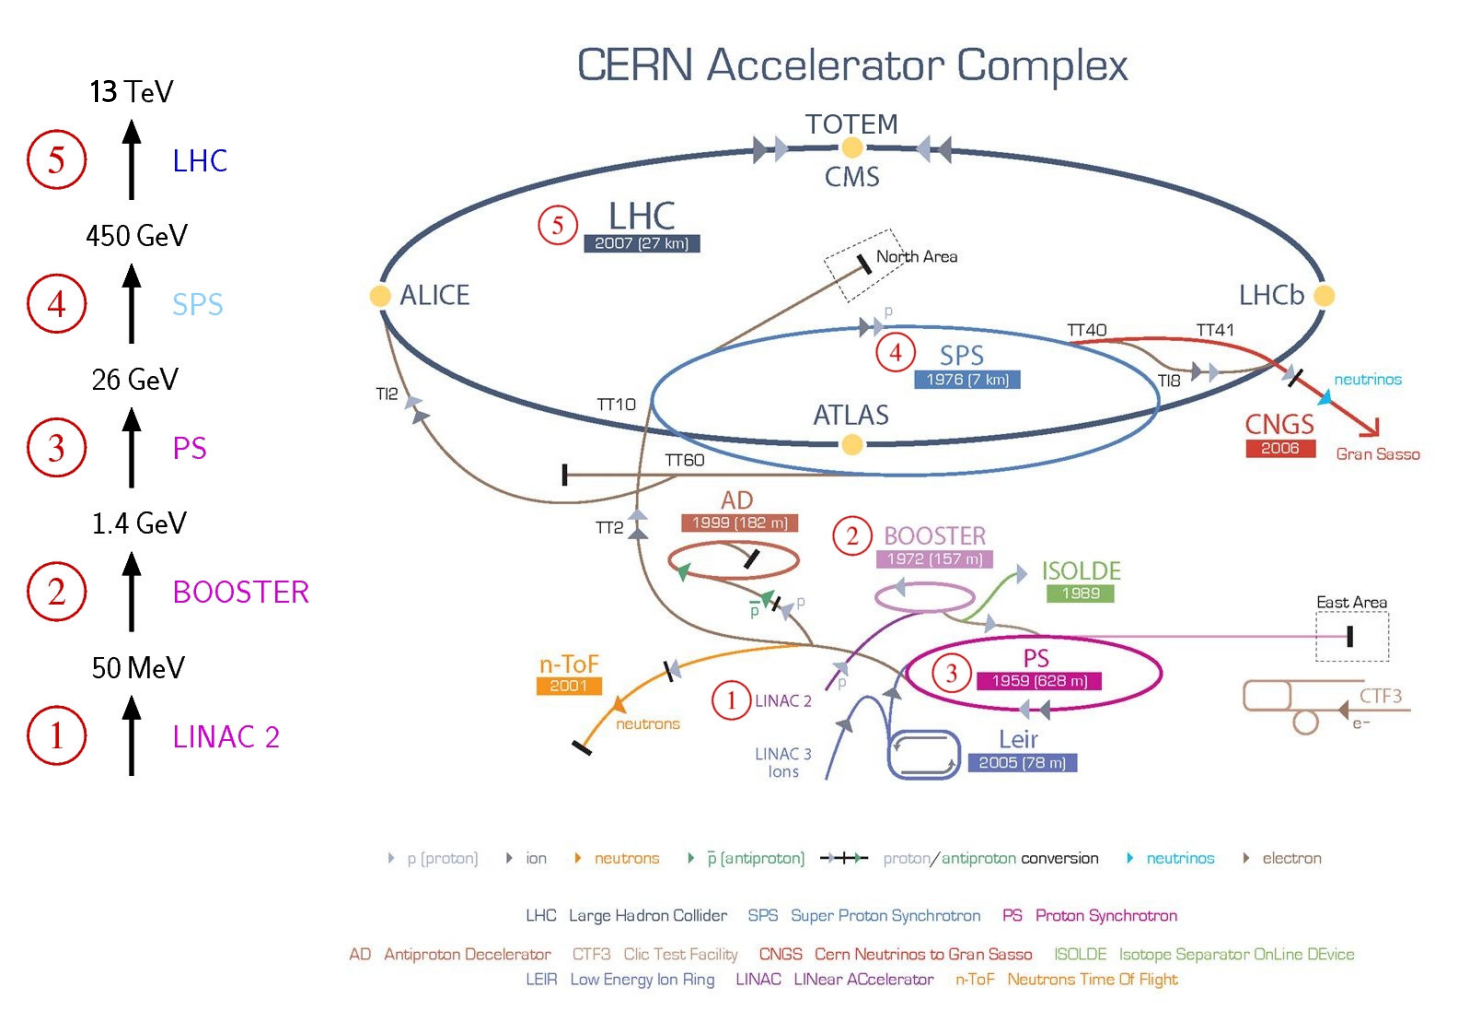 CERN Accelerator Complex
13 TeV
5
LHC
450 GeV
4
SPS
26 GeV
3
PS
1.4 GeV
2
BOOSTER
50 MeV
1
LINAC 2
TOTEM
CMS
5
LHC
2007 (27 km)
North Area
ALICE
LHCb
p
4
SPS
1976 (7 km)
TT40
TT41
TI8
neutrinos
TI2
TT10
ATLAS
CNGS
2006
Gran Sasso
TT60
AD
1999 (182 m)
TT2
2
BOOSTER
1972 (157 m)
ISOLDE
1989
p̅
p
East Area
n-ToF
2001
neutrons
p
1
LINAC 2
3
PS
1959 (628 m)
CTF3
e-
LINAC 3
Ions
Leir
2005 (78 m)
p (proton)
ion
neutrons
p̅ (antiproton)
proton/antiproton conversion
neutrinos
electron
LHC Large Hadron Collider SPS Super Proton Synchrotron PS Proton Synchrotron
AD Antiproton Decelerator CTF3 Clic Test Facility CNGS Cern Neutrinos to Gran Sasso ISOLDE Isotope Separator OnLine DEvice
LEIR Low Energy Ion Ring LINAC LINear ACcelerator n-ToF Neutrons Time Of Flight